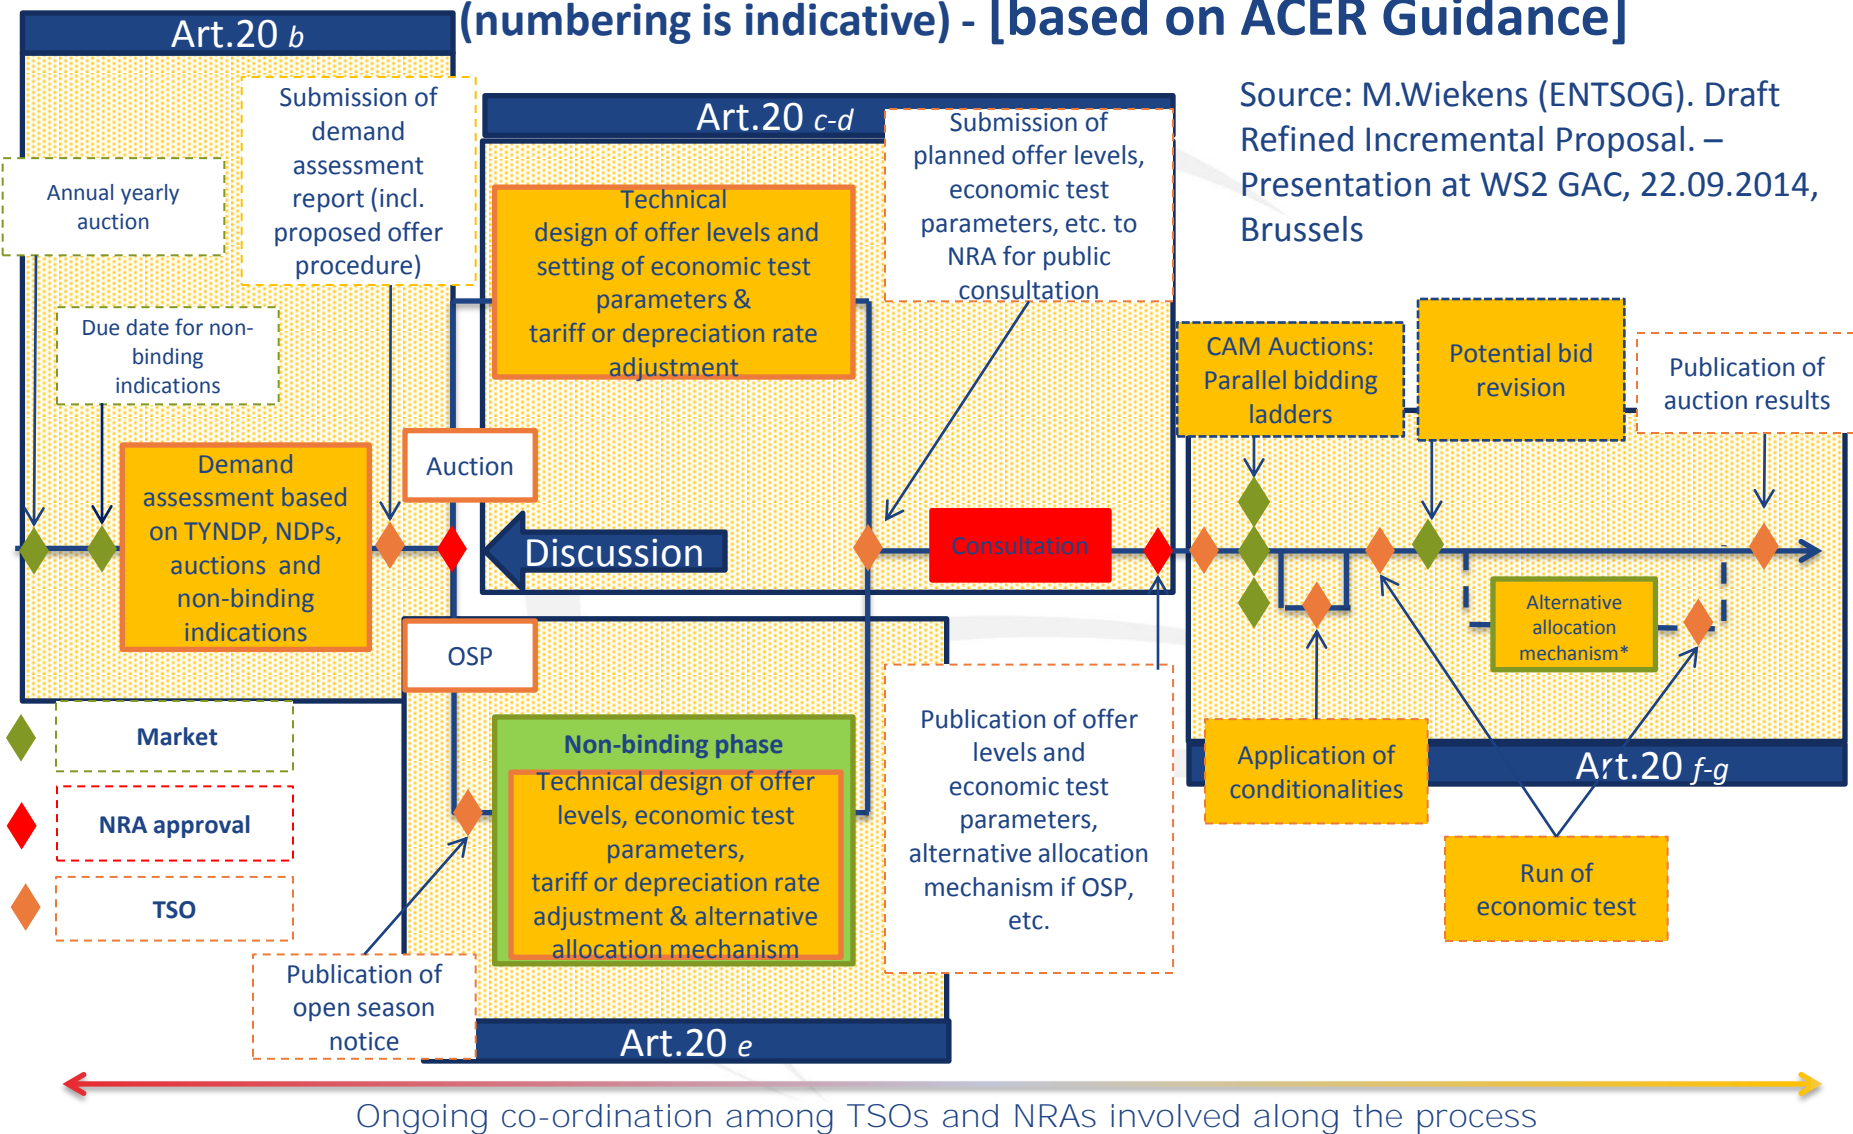 (numbering is indicative) - [based on ACER Guidance]
Art.20 b
Submission of
demand
assessment
report (incl.
proposed offer
procedure)
Annual yearly
auction
Due date for non-
binding
indications
Demand
assessment based
on TYNDP, NDPs,
auctions and
non-binding
indications
Auction
OSP
Art.20 c-d
Technical
design of offer levels and
setting of economic test
parameters &
tariff or depreciation rate
adjustment
Submission of
planned offer levels,
economic test
parameters, etc. to
NRA for public
consultation
Discussion
Consultation
Source: M.Wiekens (ENTSOG). Draft
Refined Incremental Proposal. –
Presentation at WS2 GAC, 22.09.2014,
Brussels
CAM Auctions:
Parallel bidding
ladders
Potential bid
revision
Publication of
auction results
Alternative
allocation
mechanism*
Application of
conditionalities
Art.20 f-g
Run of
economic test
Publication of offer
levels and
economic test
parameters,
alternative allocation
mechanism if OSP,
etc.
Non-binding phase
Technical design of offer
levels, economic test
parameters,
tariff or depreciation rate
adjustment & alternative
allocation mechanism
Market
NRA approval
TSO
Publication of
open season
notice
Art.20 e
Ongoing co-ordination among TSOs and NRAs involved along the process